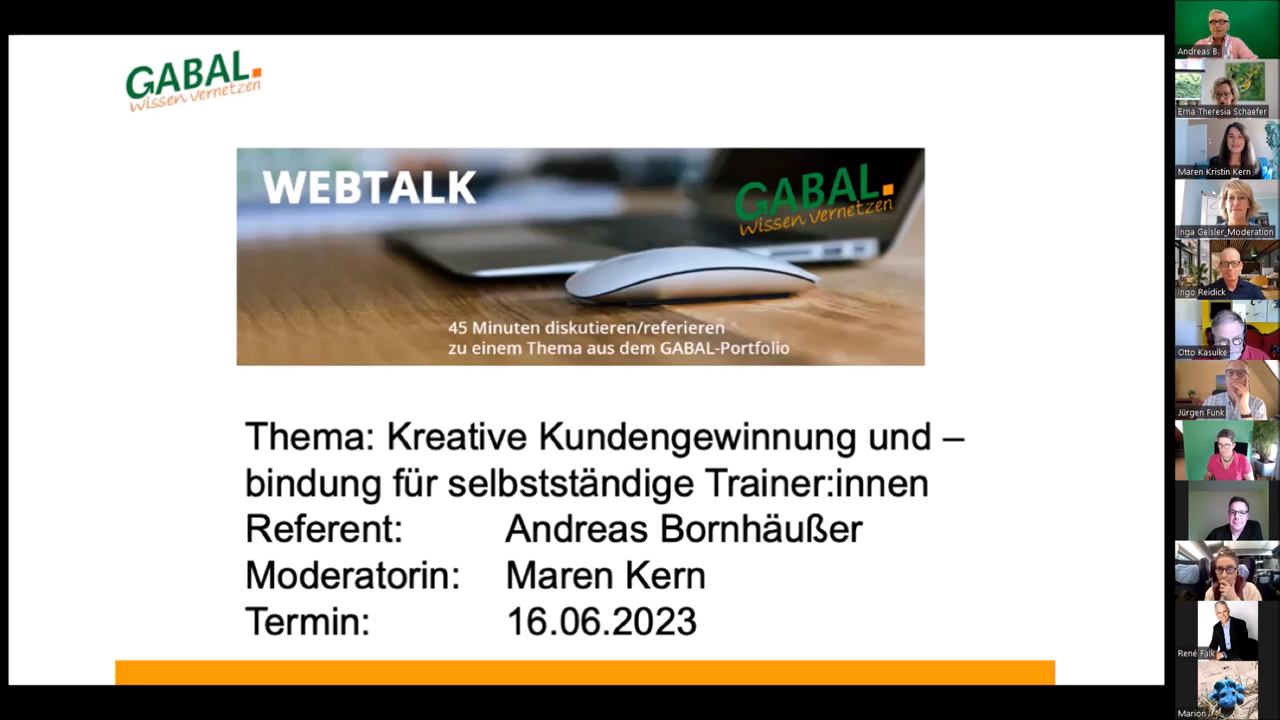 GABAL.
Wissen vernetzen
WEBTALK
GABAL.
Wissen vernetzen
45 Minuten diskutieren/referieren
zu einem Thema aus dem GABAL-Portfolio
Thema: Kreative Kundengewinnung und –
bindung für selbstständige Trainer:innen
Referent: Andreas Bornhäußer
Moderatorin: Maren Kern
Termin: 16.06.2023
Andreas B.
Erna Theresia Schaefer
Maren Kristin Kern
Inga Geisler_Moderation
Ingo Reidick
Otto Kasulke
Jürgen Funk
René Falk
Marion